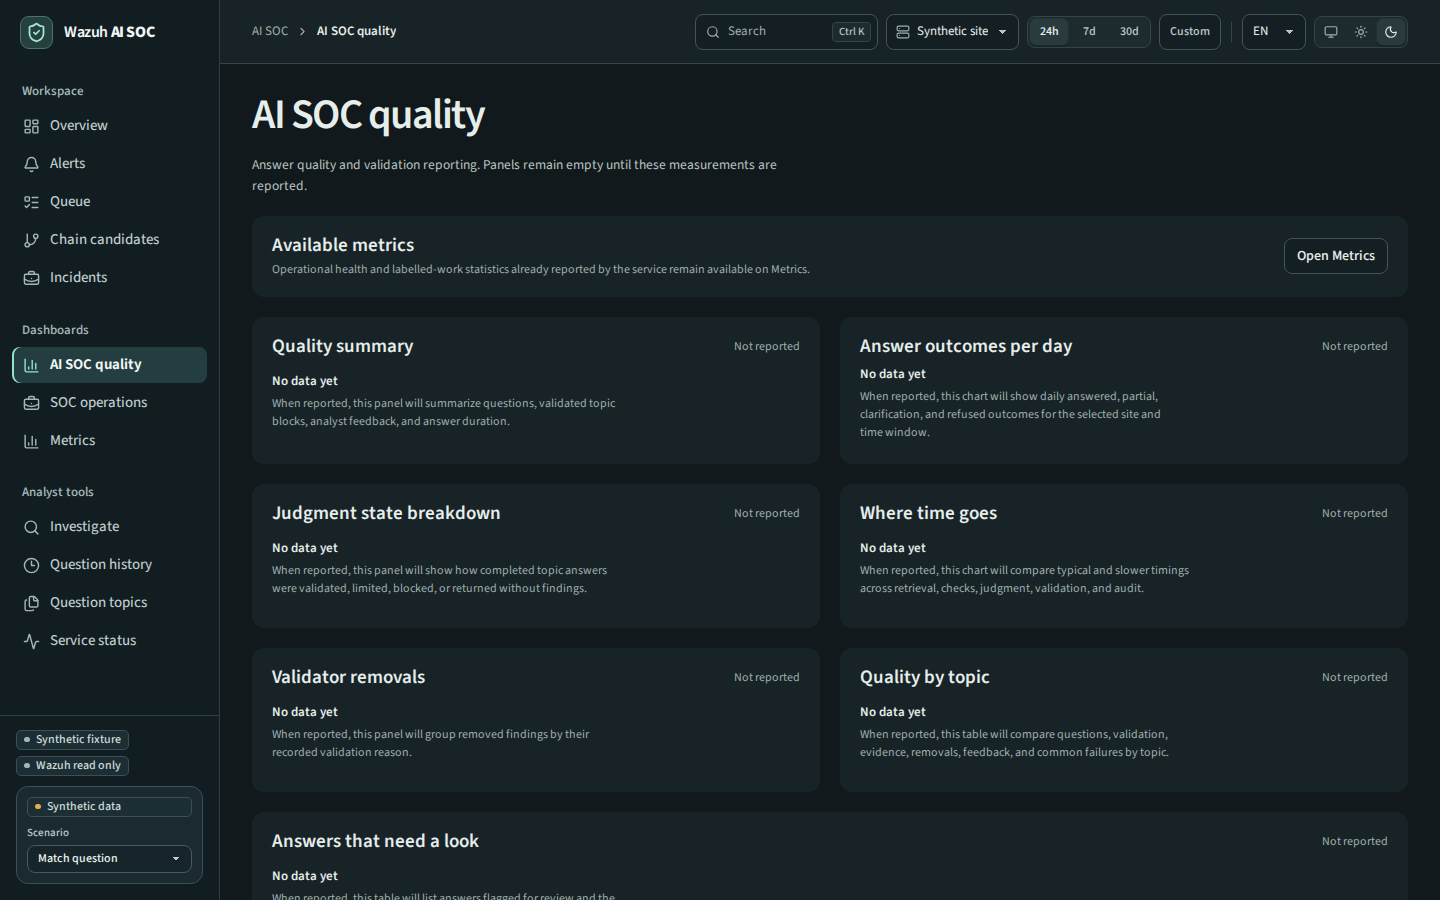 Wazuh AI SOC
Workspace
Overview
Alerts
Queue
Chain candidates
Incidents
Dashboards
AI SOC quality
SOC operations
Metrics
Analyst tools
Investigate
Question history
Question topics
Service status
Synthetic fixture
Wazuh read only
Synthetic data
Scenario
Match question
AI SOC > AI SOC quality
Search Ctrl K
Synthetic site
24h 7d 30d
Custom
EN
AI SOC quality
Answer quality and validation reporting. Panels remain empty until these measurements are
reported.
Available metrics
Operational health and labelled-work statistics already reported by the service remain available on Metrics.
Open Metrics
Quality summary
Not reported
No data yet
When reported, this panel will summarize questions, validated topic
blocks, analyst feedback, and answer duration.
Answer outcomes per day
Not reported
No data yet
When reported, this chart will show daily answered, partial,
clarification, and refused outcomes for the selected site and
time window.
Judgment state breakdown
Not reported
No data yet
When reported, this panel will show how completed topic answers
were validated, limited, blocked, or returned without findings.
Where time goes
Not reported
No data yet
When reported, this chart will compare typical and slower timings
across retrieval, checks, judgment, validation, and audit.
Validator removals
Not reported
No data yet
When reported, this panel will group removed findings by their
recorded validation reason.
Quality by topic
Not reported
No data yet
When reported, this table will compare questions, validation,
evidence, removals, feedback, and common failures by topic.
Answers that need a look
Not reported
No data yet
When reported, this table will list answers flagged for review and the